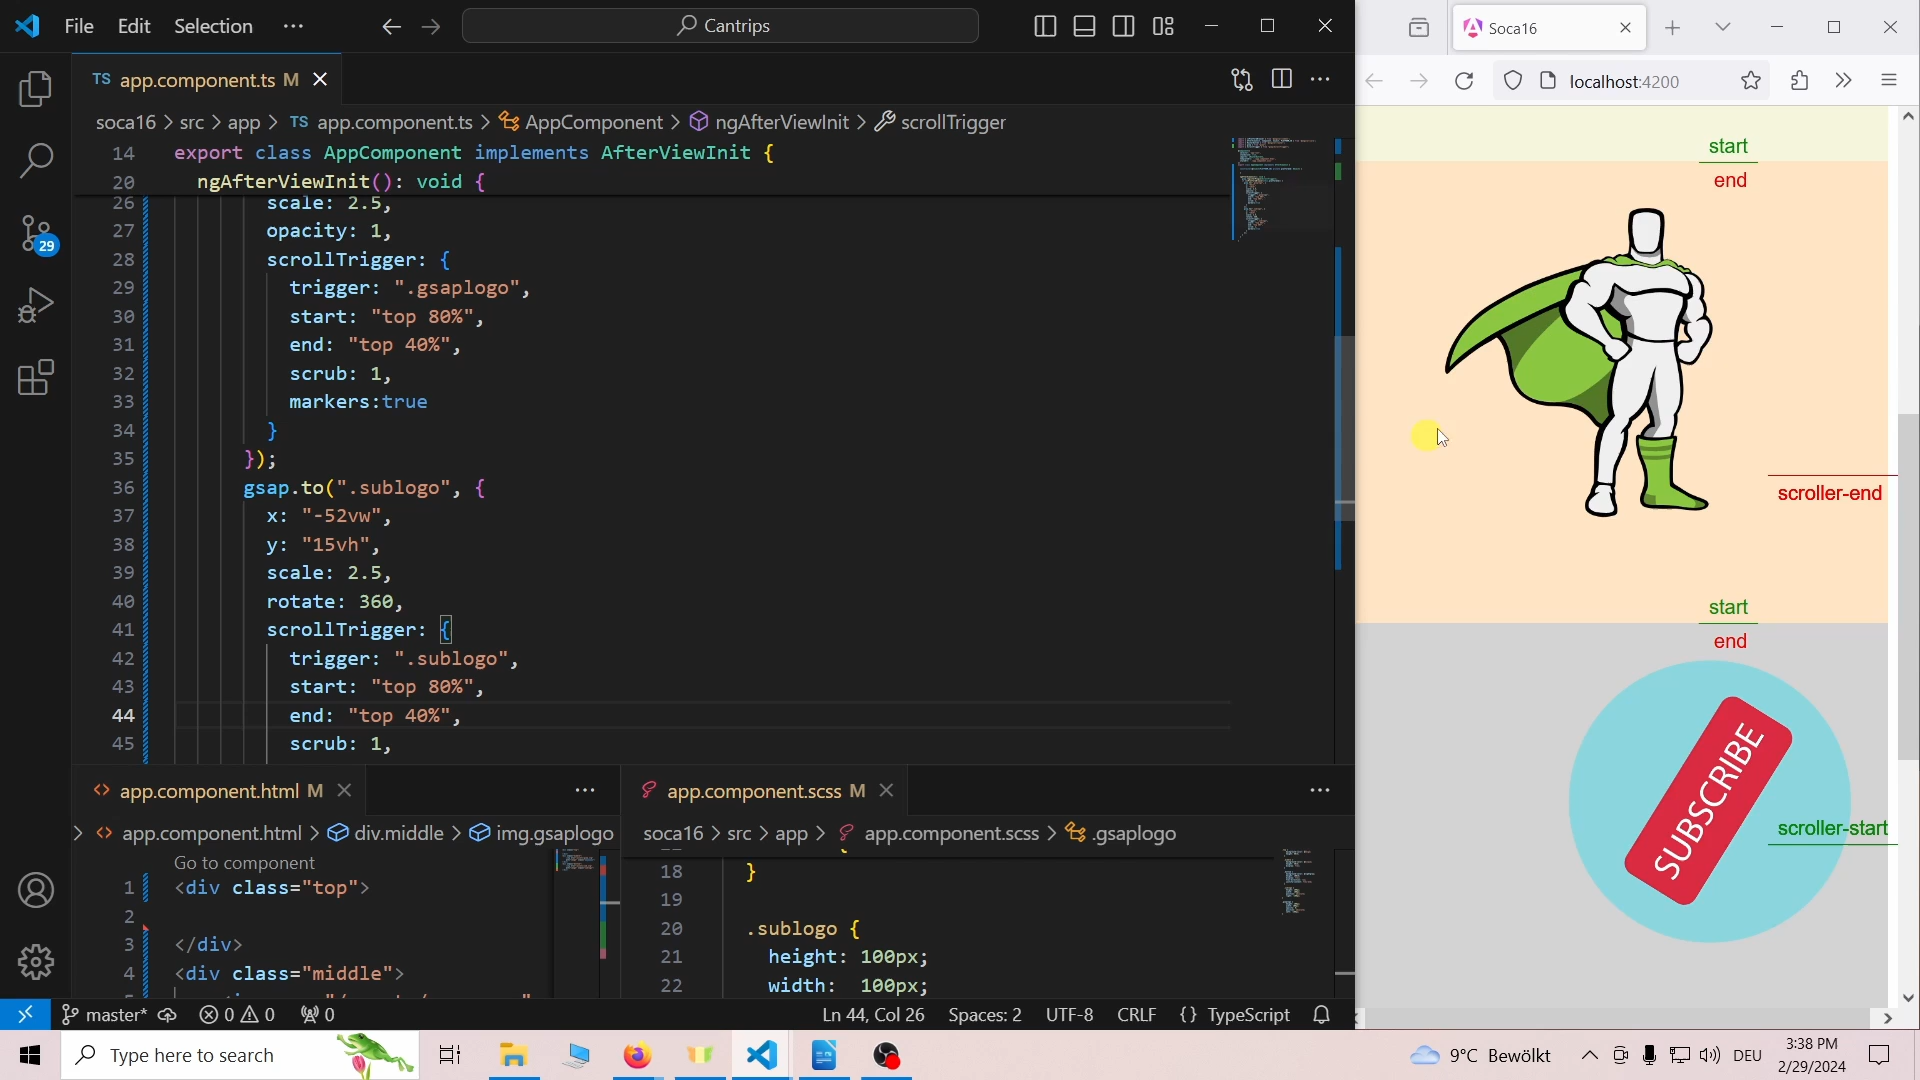 File Edit Selection ···
Cantrips
TS app.component.ts M
soca16 > src > app > TS app.component.ts > AppComponent > ngAfterViewInit > scrollTrigger
14 export class AppComponent implements AfterViewInit {
20 ngAfterViewInit(): void {
26 scale: 2.5,
27 opacity: 1,
28 scrollTrigger: {
29 trigger: ".gsaplogo",
30 start: "top 80%",
31 end: "top 40%",
32 scrub: 1,
33 markers:true
34 }
35 });
36 gsap.to(".sublogo", {
37 x: "-52vw",
38 y: "15vh",
39 scale: 2.5,
40 rotate: 360,
41 scrollTrigger: {
42 trigger: ".sublogo",
43 start: "top 80%",
44 end: "top 40%",
45 scrub: 1,
29
app.component.html M
> app.component.html > div.middle > img.gsaplogo
Go to component
1 <div class="top">
2
3 </div>
4 <div class="middle">
app.component.scss M
soca16 > src > app > app.component.scss > .gsaplogo
18 }
19
20 .sublogo {
21 height: 100px;
22 width: 100px;
master* 0 0 0
Ln 44, Col 26 Spaces: 2 UTF-8 CRLF {} TypeScript
Soca16
localhost:4200
start
end
scroller-end
start
end
SUBSCRIBE
scroller-start
Type here to search
9°C Bewölkt
DEU
3:38 PM
2/29/2024